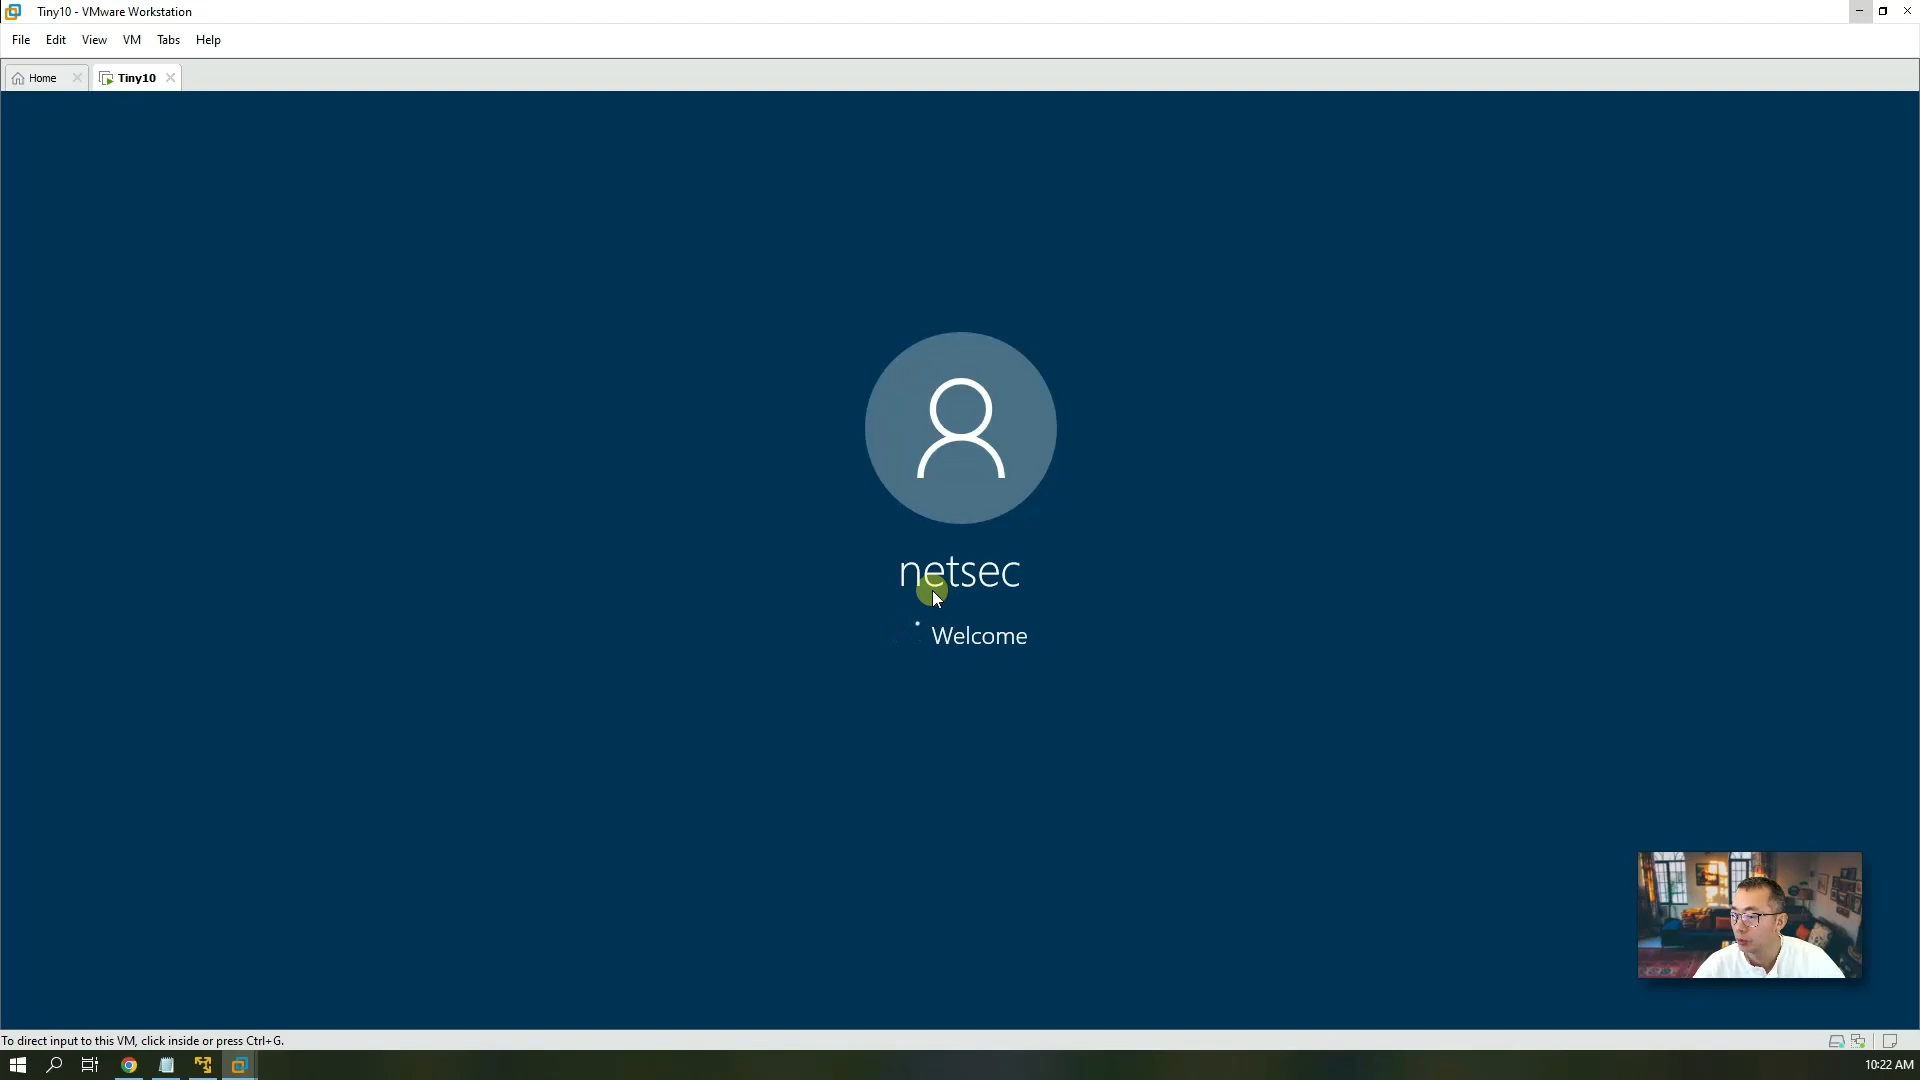 Tiny10 - VMware Workstation
File Edit View VM Tabs Help
Home Tiny10
netsec
Welcome
To direct input to this VM, click inside or press Ctrl+G.
10:22 AM